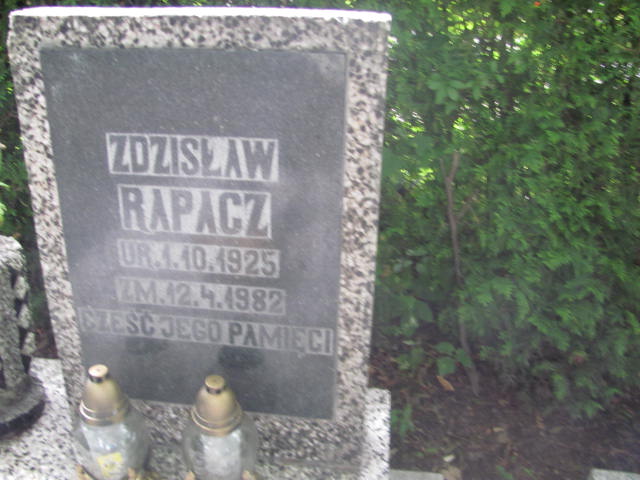 ZDZISŁAW
RAPACZ
UR.1.10.1925
ZM.12.4.1982
CZEŚĆ JEGO PAMIĘCI